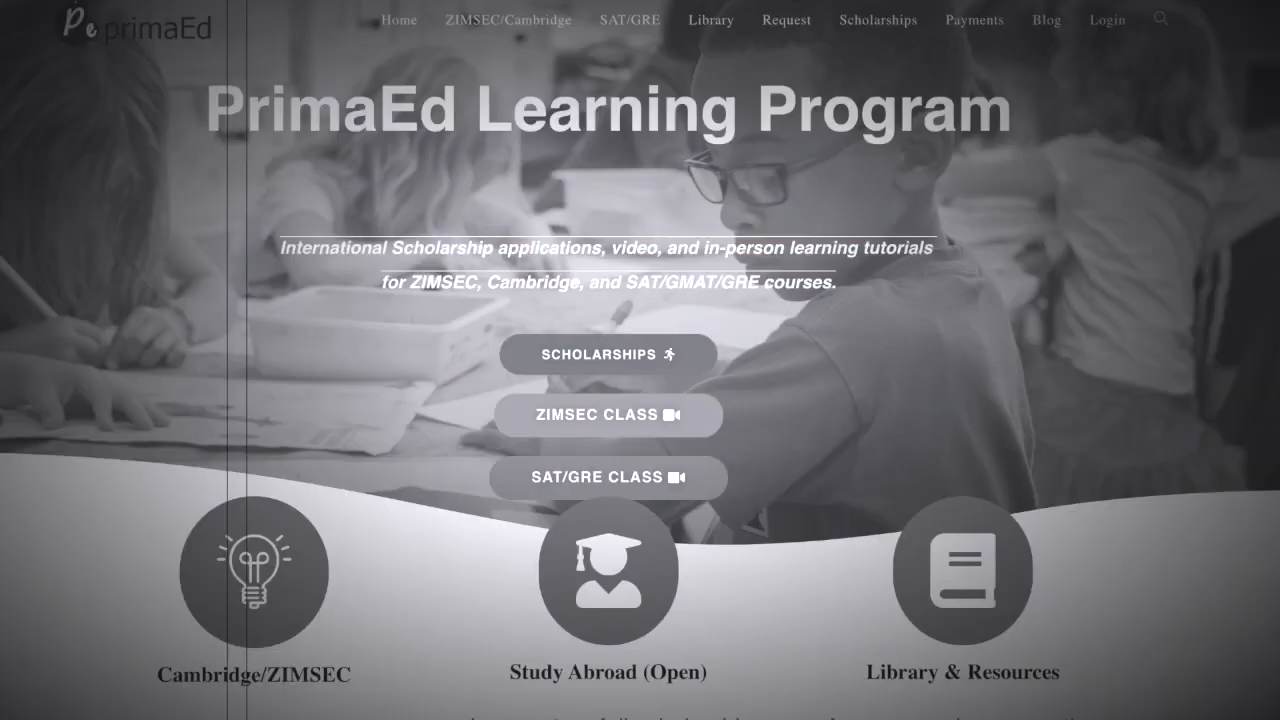 Pe primaEd
Home ZIMSEC/Cambridge SAT/GRE Library Request Scholarships Payments Blog Login
PrimaEd Learning Program
International Scholarship applications, video, and in-person learning tutorials
for ZIMSEC, Cambridge, and SAT/GMAT/GRE courses.
SCHOLARSHIPS
ZIMSEC CLASS
SAT/GRE CLASS
Cambridge/ZIMSEC
Study Abroad (Open)
Library & Resources